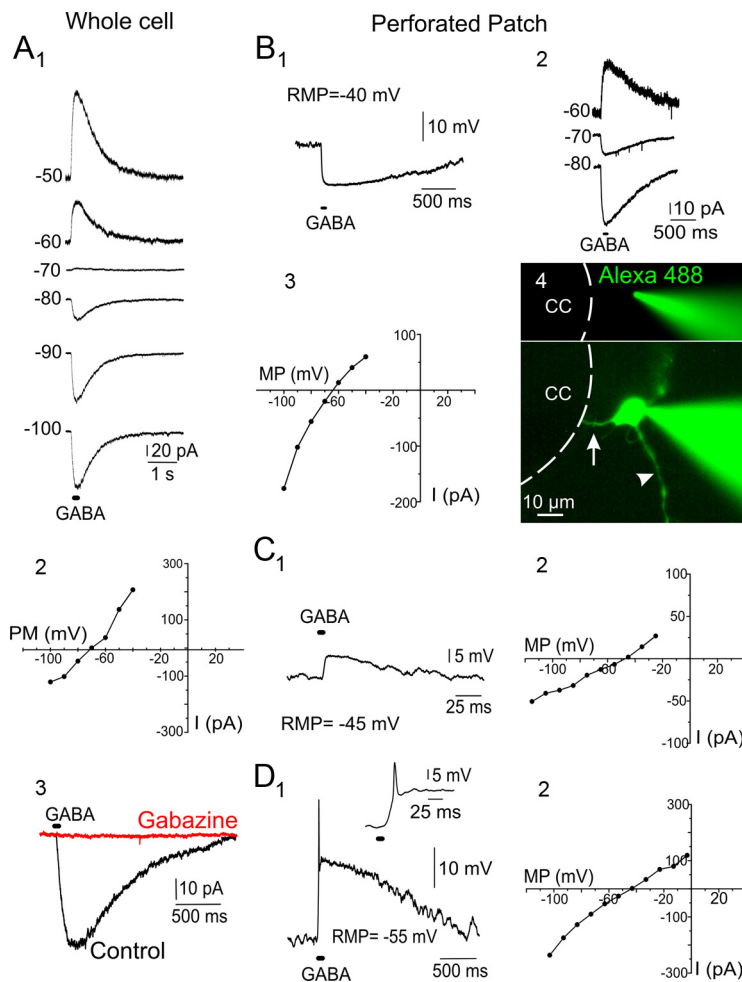 Whole cell
Perforated Patch
A1
-50
-60
-70
-80
-90
-100
20 pA
1 s
GABA
B1
RMP=-40 mV
10 mV
500 ms
GABA
2
-60
-70
-80
10 pA
500 ms
GABA
3
100
MP (mV)
-100
-60
-20
20
-100
-200
I (pA)
4
Alexa 488
CC
CC
10 µm
2
300
100
PM (mV)
-100
-60
-20
20
-100
-300
I (pA)
C1
GABA
5 mV
25 ms
RMP= -45 mV
2
100
50
MP (mV)
-100
-60
-20
20
-50
-100
I (pA)
3
GABA
Gabazine
10 pA
500 ms
Control
D1
5 mV
25 ms
10 mV
RMP= -55 mV
GABA
500 ms
2
300
100
MP (mV)
-100
-60
-20
20
-100
-300
I (pA)